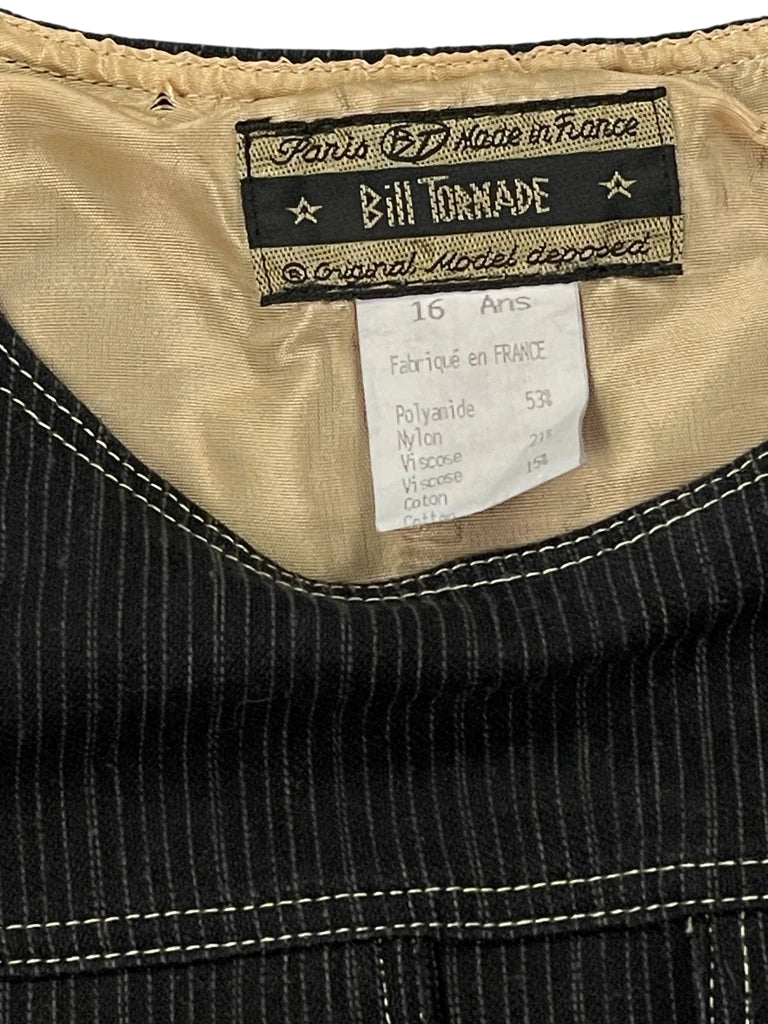 Paris BT Made in France
Bill TORNADE
® Original Model deposed
16 Ans
Fabriqué en FRANCE
Polyamide 53%
Nylon
Viscose
Viscose 15%
Coton
Cotton